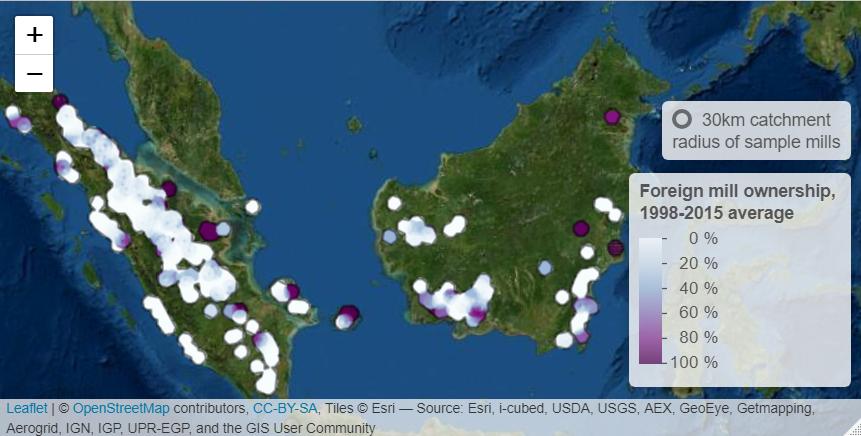 +
−
30km catchment
radius of sample mills
Foreign mill ownership,
1998-2015 average
0 %
20 %
40 %
60 %
80 %
100 %
Leaflet | © OpenStreetMap contributors, CC-BY-SA, Tiles © Esri — Source: Esri, i-cubed, USDA, USGS, AEX, GeoEye, Getmapping,
Aerogrid, IGN, IGP, UPR-EGP, and the GIS User Community